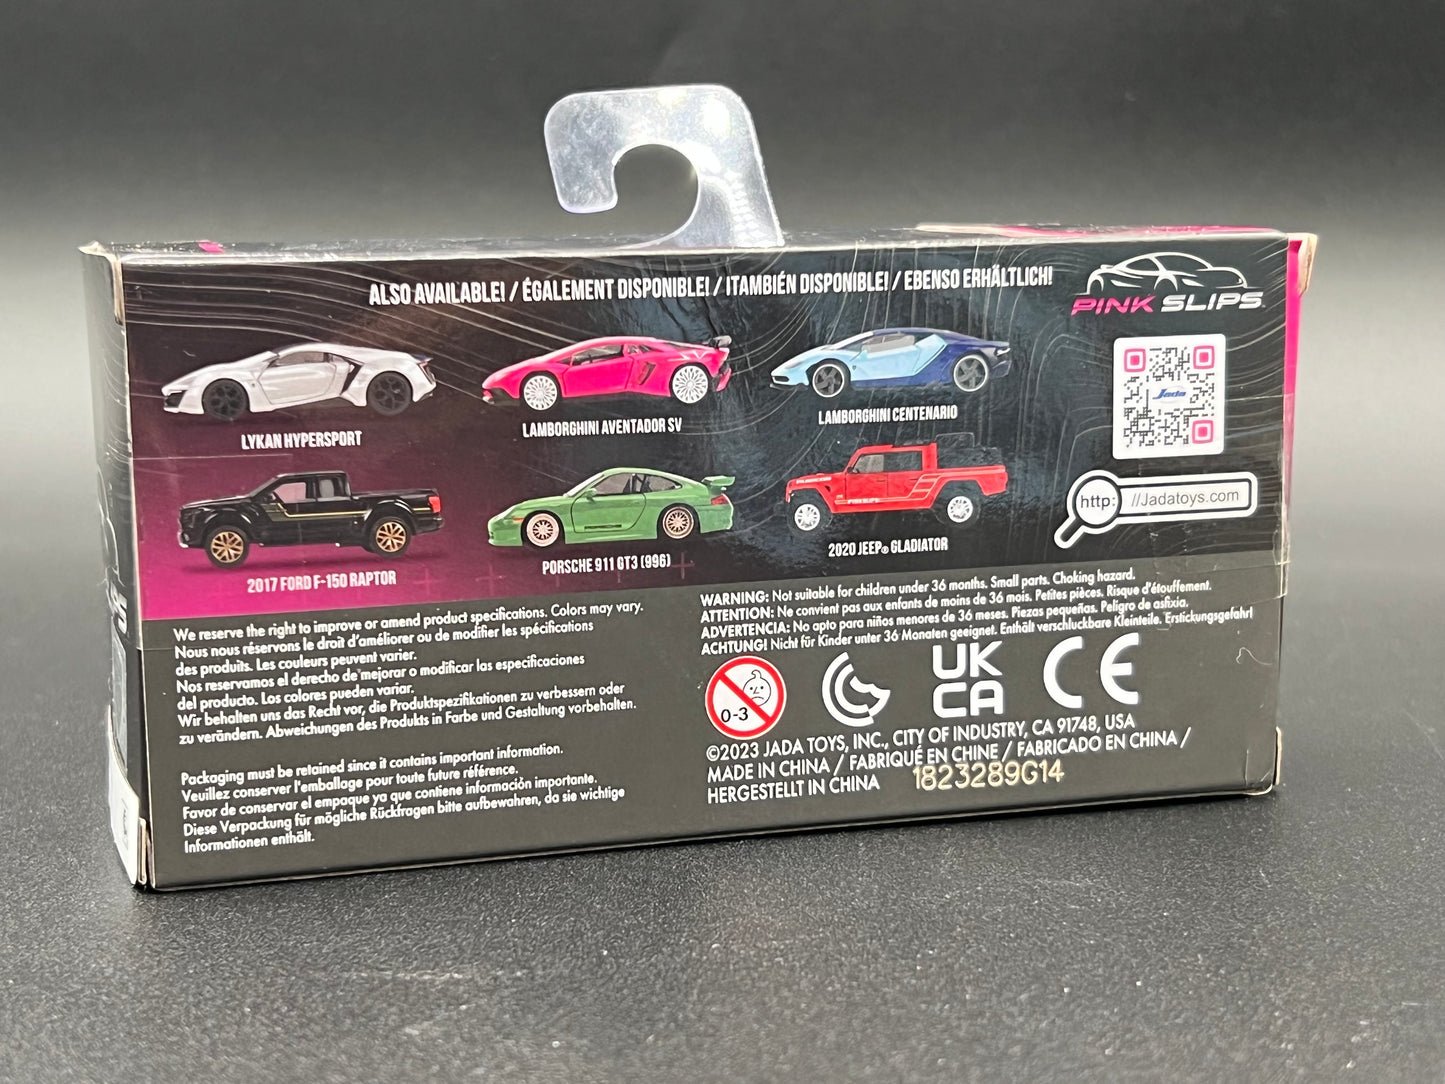 ALSO AVAILABLE! / ÉGALEMENT DISPONIBLE! / ¡TAMBIÉN DISPONIBLE! / EBENSO ERHÄLTLICH!
PINK SLIPS
LYKAN HYPERSPORT
LAMBORGHINI AVENTADOR SV
LAMBORGHINI CENTENARIO
Jada
2017 FORD F-150 RAPTOR
PORSCHE 911 GT3 (996)
2020 JEEP® GLADIATOR
http: //Jadatoys.com
We reserve the right to improve or amend product specifications. Colors may vary.
Nous nous réservons le droit d'améliorer ou de modifier les spécifications
des produits. Les couleurs peuvent varier.
Nos reservamos el derecho de mejorar o modificar las especificaciones
del producto. Los colores pueden variar.
Wir behalten uns das Recht vor, die Produktspezifikationen zu verbessern oder
zu verändern. Abweichungen des Produkts in Farbe und Gestaltung vorbehalten.
Packaging must be retained since it contains important information.
Veuillez conserver l'emballage pour toute future référence.
Favor de conservar el empaque ya que contiene información importante.
Diese Verpackung für mögliche Rückfragen bitte aufbewahren, da sie wichtige
Informationen enthält.
WARNING: Not suitable for children under 36 months. Small parts. Choking hazard.
ATTENTION: Ne convient pas aux enfants de moins de 36 mois. Petites pièces. Risque d'étouffement.
ADVERTENCIA: No apto para niños menores de 36 meses. Piezas pequeñas. Peligro de asfixia.
ACHTUNG! Nicht für Kinder unter 36 Monaten geeignet. Enthält verschluckbare Kleinteile. Erstickungsgefahr!
0-3
UK
CA
CE
©2023 JADA TOYS, INC., CITY OF INDUSTRY, CA 91748, USA
MADE IN CHINA / FABRIQUÉ EN CHINE / FABRICADO EN CHINA /
HERGESTELLT IN CHINA
1823289G14